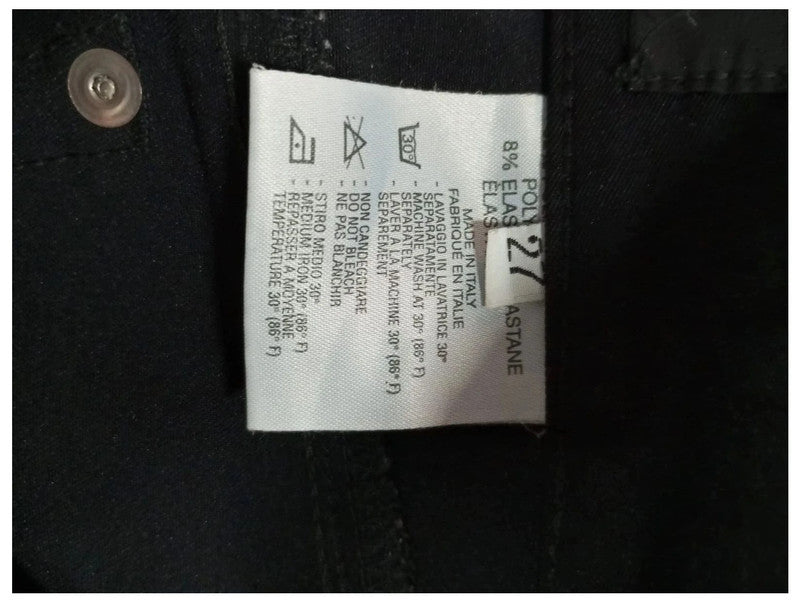 POLY
8% ELAS ASTANE
ELAS
27
MADE IN ITALY
FABRIQUÉ EN ITALIE
30°
- LAVAGGIO IN LAVATRICE 30°
SEPARATAMENTE
- MACHINE WASH AT 30° (86° F)
SEPARATELY
- LAVER A LA MACHINE 30° (86° F)
SEPAREMENT
- NON CANDEGGIARE
- DO NOT BLEACH
- NE PAS BLANCHIR
- STIRO MEDIO 30°
- MEDIUM IRON 30° (86° F)
- REPASSER A MOYENNE
TEMPÉRATURE 30° (86° F)